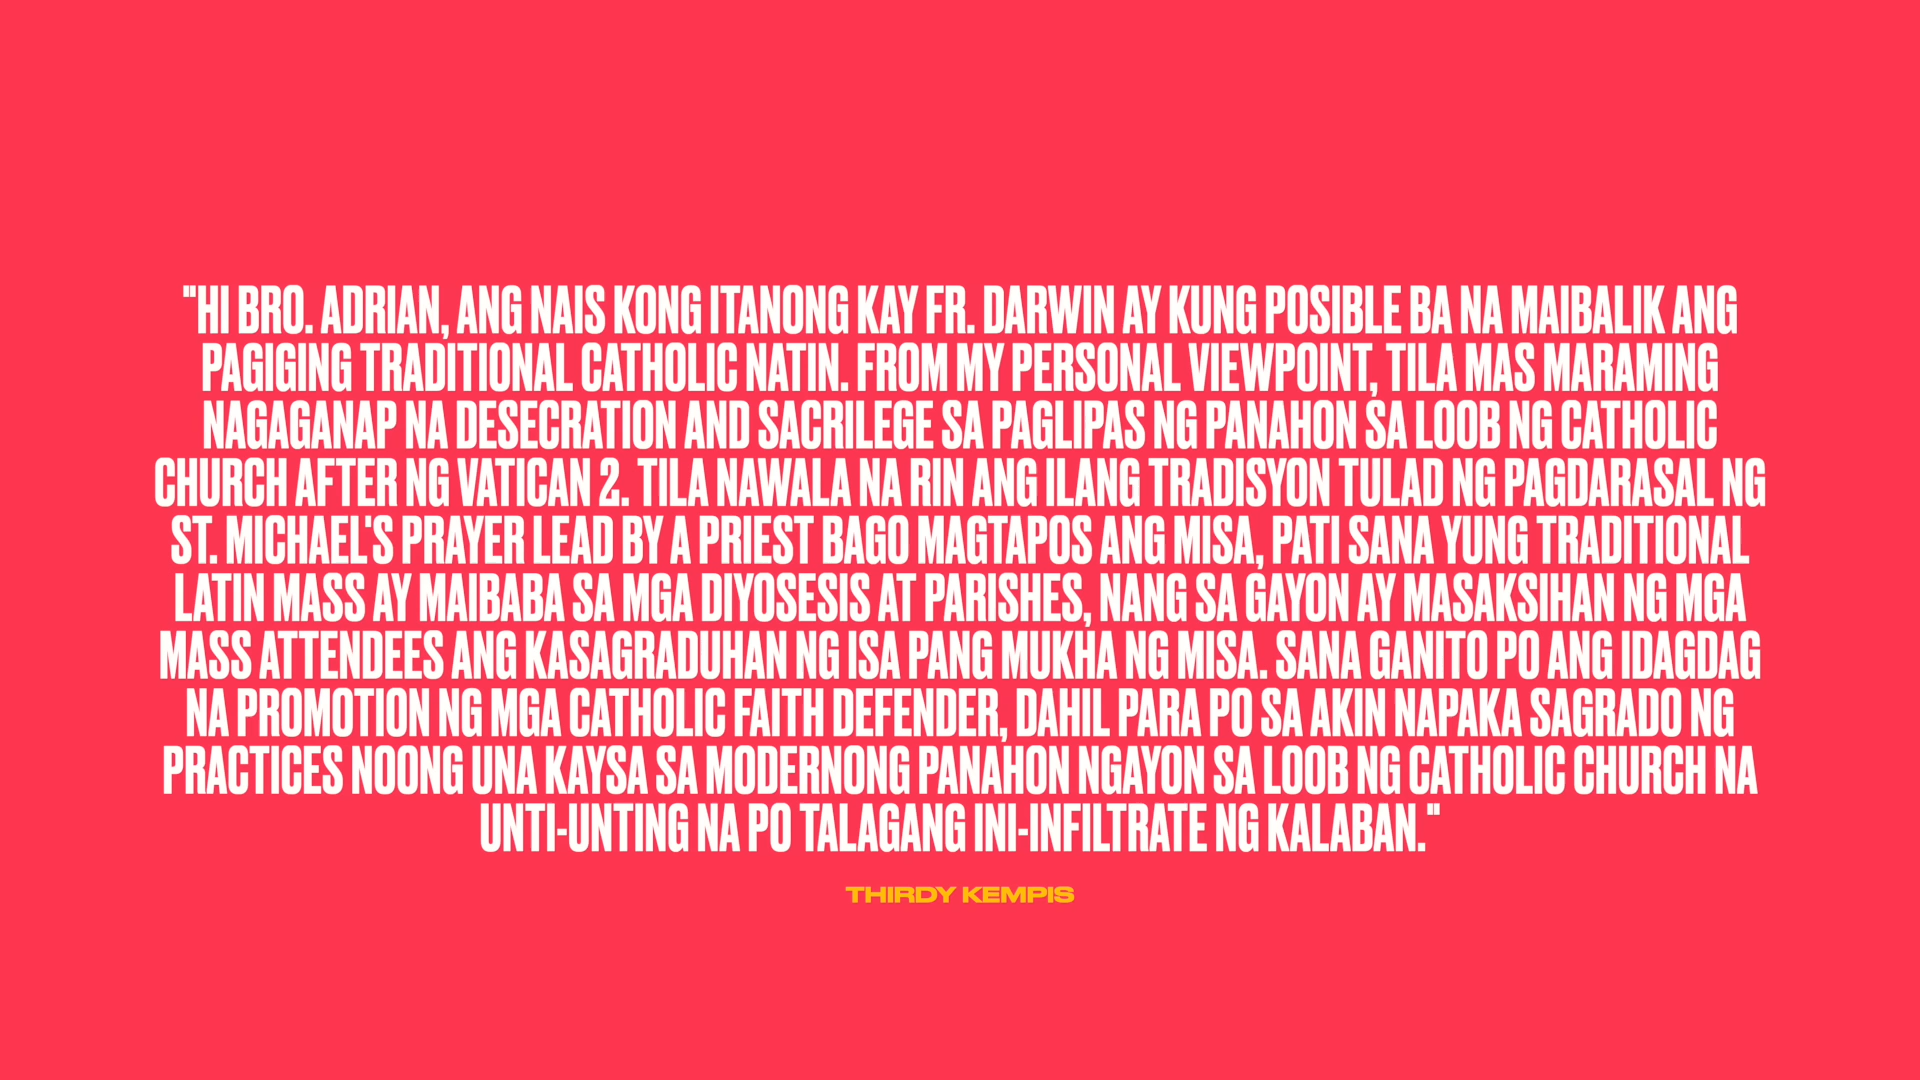 "HI BRO. ADRIAN, ANG NAIS KONG ITANONG KAY FR. DARWIN AY KUNG POSIBLE BA NA MAIBALIK ANG
PAGIGING TRADITIONAL CATHOLIC NATIN. FROM MY PERSONAL VIEWPOINT, TILA MAS MARAMING
NAGAGANAP NA DESECRATION AND SACRILEGE SA PAGLIPAS NG PANAHON SA LOOB NG CATHOLIC
CHURCH AFTER NG VATICAN 2. TILA NAWALA NA RIN ANG ILANG TRADISYON TULAD NG PAGDARASAL NG
ST. MICHAEL'S PRAYER LEAD BY A PRIEST BAGO MAGTAPOS ANG MISA, PATI SANA YUNG TRADITIONAL
LATIN MASS AY MAIBABA SA MGA DIYOSESIS AT PARISHES, NANG SA GAYON AY MASAKSIHAN NG MGA
MASS ATTENDEES ANG KASAGRADUHAN NG ISA PANG MUKHA NG MISA. SANA GANITO PO ANG IDAGDAG
NA PROMOTION NG MGA CATHOLIC FAITH DEFENDER, DAHIL PARA PO SA AKIN NAPAKA SAGRADO NG
PRACTICES NOONG UNA KAYSA SA MODERNONG PANAHON NGAYON SA LOOB NG CATHOLIC CHURCH NA
UNTI-UNTING NA PO TALAGANG INI-INFILTRATE NG KALABAN."
THIRDY KEMPIS